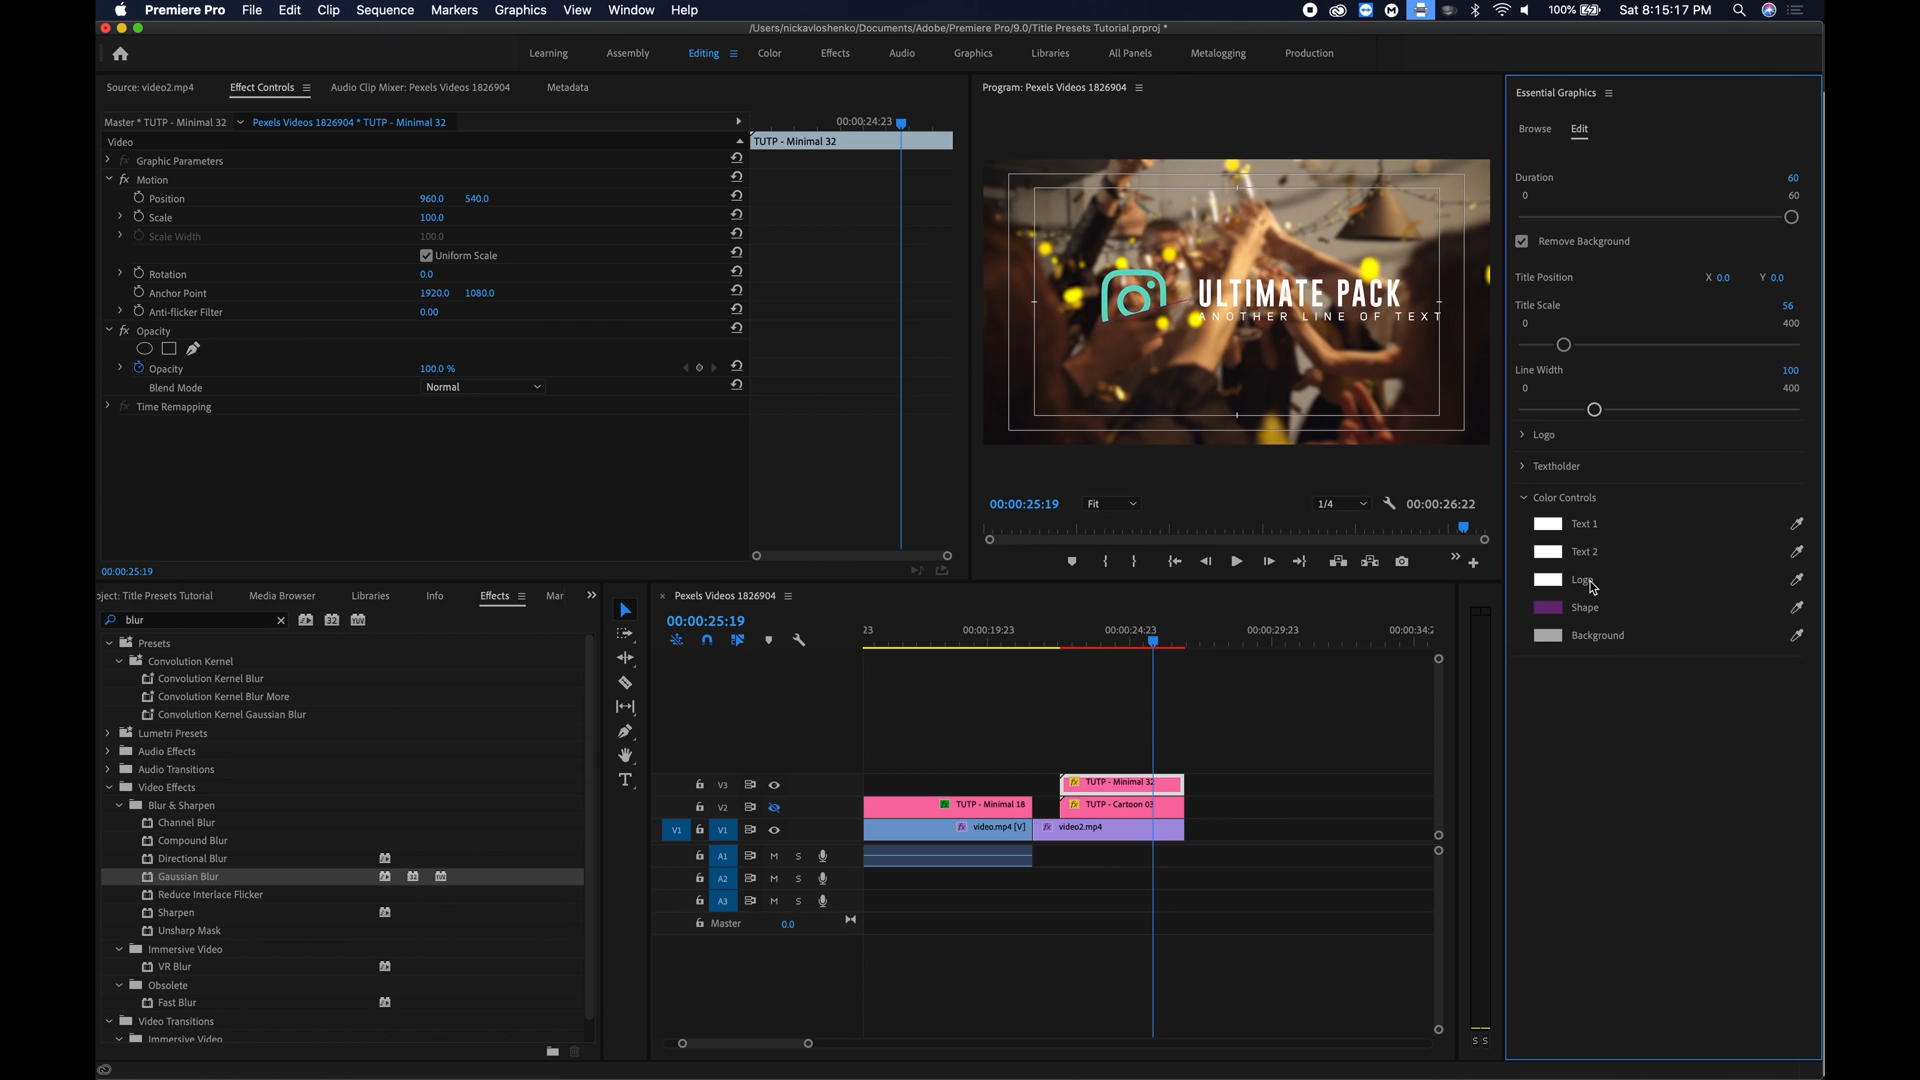 Premiere Pro File Edit Clip Sequence Markers Graphics View Window Help 100% Sat 8:15:17 PM
/Users/nickavloshenko/Documents/Adobe/Premiere Pro/9.0/Title Presets Tutorial.prproj *
Learning Assembly Editing Color Effects Audio Graphics Libraries All Panels Metalogging Production
Source: video2.mp4 Effect Controls Audio Clip Mixer: Pexels Videos 1826904 Metadata
Master * TUTP - Minimal 32 Pexels Videos 1826904 * TUTP - Minimal 32
00:00:24:23
Video
TUTP - Minimal 32
fx Graphic Parameters
fx Motion
Position 960.0 540.0
Scale 100.0
Scale Width 100.0
Uniform Scale
Rotation 0.0
Anchor Point 1920.0 1080.0
Anti-flicker Filter 0.00
fx Opacity
Opacity 100.0 %
Blend Mode Normal
fx Time Remapping
00:00:25:19
Program: Pexels Videos 1826904
ULTIMATE PACK
ANOTHER LINE OF TEXT
00:00:25:19 Fit 1/4 00:00:26:22
Essential Graphics
Browse Edit
Duration 60
0 60
Remove Background
Title Position X 0.0 Y 0.0
Title Scale 56
0 400
Line Width 100
0 400
Logo
Textholder
Color Controls
Text 1
Text 2
Logo
Shape
Background
oject: Title Presets Tutorial Media Browser Libraries Info Effects Mar
blur 32 YUV
Presets
Convolution Kernel
Convolution Kernel Blur
Convolution Kernel Blur More
Convolution Kernel Gaussian Blur
Lumetri Presets
Audio Effects
Audio Transitions
Video Effects
Blur & Sharpen
Channel Blur
Compound Blur
Directional Blur
Gaussian Blur
Reduce Interlace Flicker
Sharpen
Unsharp Mask
Immersive Video
VR Blur
Obsolete
Fast Blur
Video Transitions
Immersive Video
Pexels Videos 1826904
00:00:25:19
23 00:00:19:23 00:00:24:23 00:00:29:23 00:00:34:2
V3 fx TUTP - Minimal 32
V2 fx TUTP - Minimal 18 fx TUTP - Cartoon 03
V1 V1 fx video.mp4 [V] fx video2.mp4
A1 M S
A2 M S
A3 M S
Master 0.0
S S